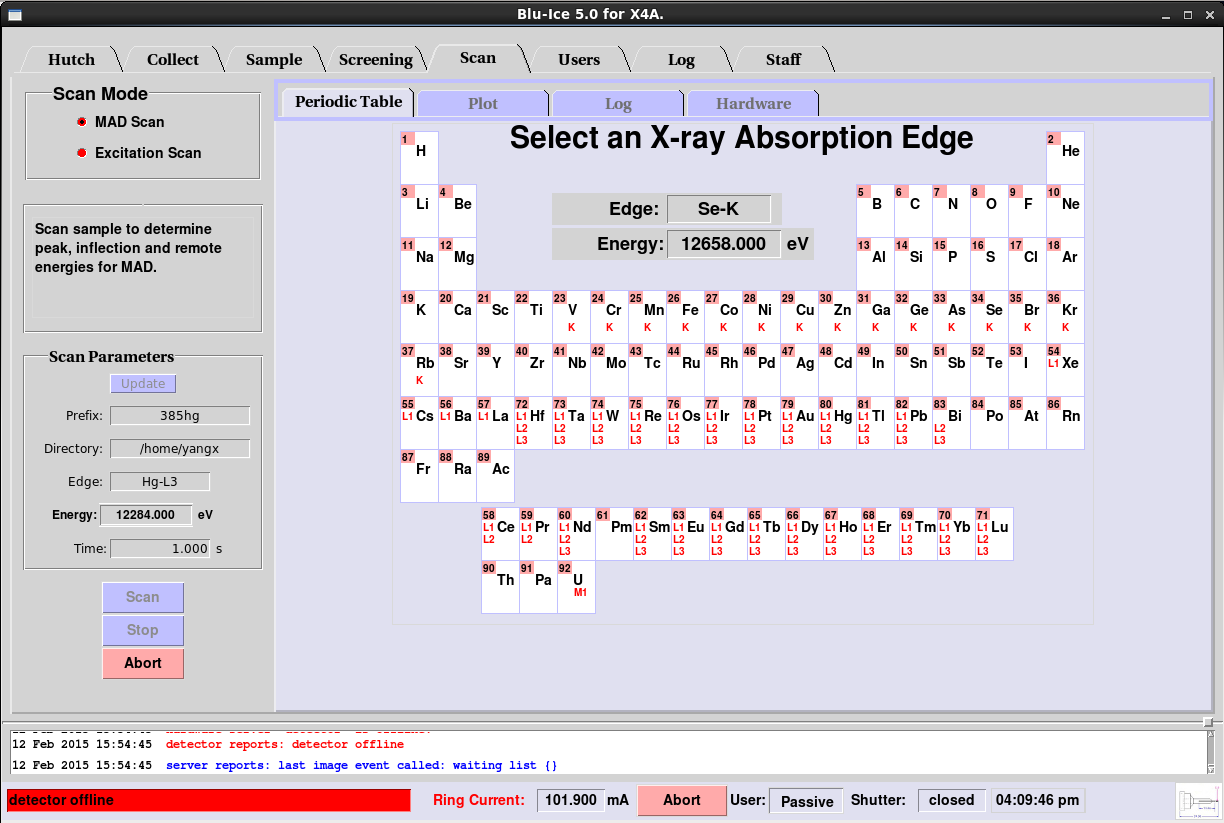 Blu-Ice 5.0 for X4A.
Hutch Collect Sample Screening Scan Users Log Staff
Scan Mode
MAD Scan
Excitation Scan
Scan sample to determine
peak, inflection and remote
energies for MAD.
Scan Parameters
Update
Prefix: 385hg
Directory: /home/yangx
Edge: Hg-L3
Energy: 12284.000 eV
Time: 1.000 s
Scan
Stop
Abort
Periodic Table Plot Log Hardware
Select an X-ray Absorption Edge
Edge: Se-K
Energy: 12658.000 eV
1 H 2 He
3 Li 4 Be 5 B 6 C 7 N 8 O 9 F 10 Ne
11 Na 12 Mg 13 Al 14 Si 15 P 16 S 17 Cl 18 Ar
19 20 21 22 23 24 25 26 27 28 29 30 31 32 33 34 35 36
K Ca Sc Ti V Cr Mn Fe Co Ni Cu Zn Ga Ge As Se Br Kr
K K K K K K K K K K K K K K
37 38 39 40 41 42 43 44 45 46 47 48 49 50 51 52 53 54
Rb Sr Y Zr Nb Mo Tc Ru Rh Pd Ag Cd In Sn Sb Te I L1 Xe
K
55 56 57 72 73 74 75 76 77 78 79 80 81 82 83 84 85 86
L1 Cs L1 Ba L1 La L1 Hf L1 Ta L1 W L1 Re L1 Os L1 Ir L1 Pt L1 Au L1 Hg L1 Tl L1 Pb L2 Bi Po At Rn
L2 L2 L2 L2 L2 L2 L2 L2 L2 L2 L2 L3
L3 L3 L3 L3 L3 L3 L3 L3 L3 L3 L3
87 Fr 88 Ra 89 Ac
58 59 60 61 62 63 64 65 66 67 68 69 70 71
L1 Ce L1 Pr L1 Nd Pm L1 Sm L1 Eu L1 Gd L1 Tb L1 Dy L1 Ho L1 Er L1 Tm L1 Yb L1 Lu
L2 L2 L2 L2 L2 L2 L2 L2 L2 L2 L2 L2 L2
L3 L3 L3 L3 L3 L3 L3 L3 L3 L3 L3
90 Th 91 Pa 92 U
M1
12 Feb 2015 15:54:45 detector reports: detector offline
12 Feb 2015 15:54:45 server reports: last image event called: waiting list {}
detector offline Ring Current: 101.900 mA Abort User: Passive Shutter: closed 04:09:46 pm